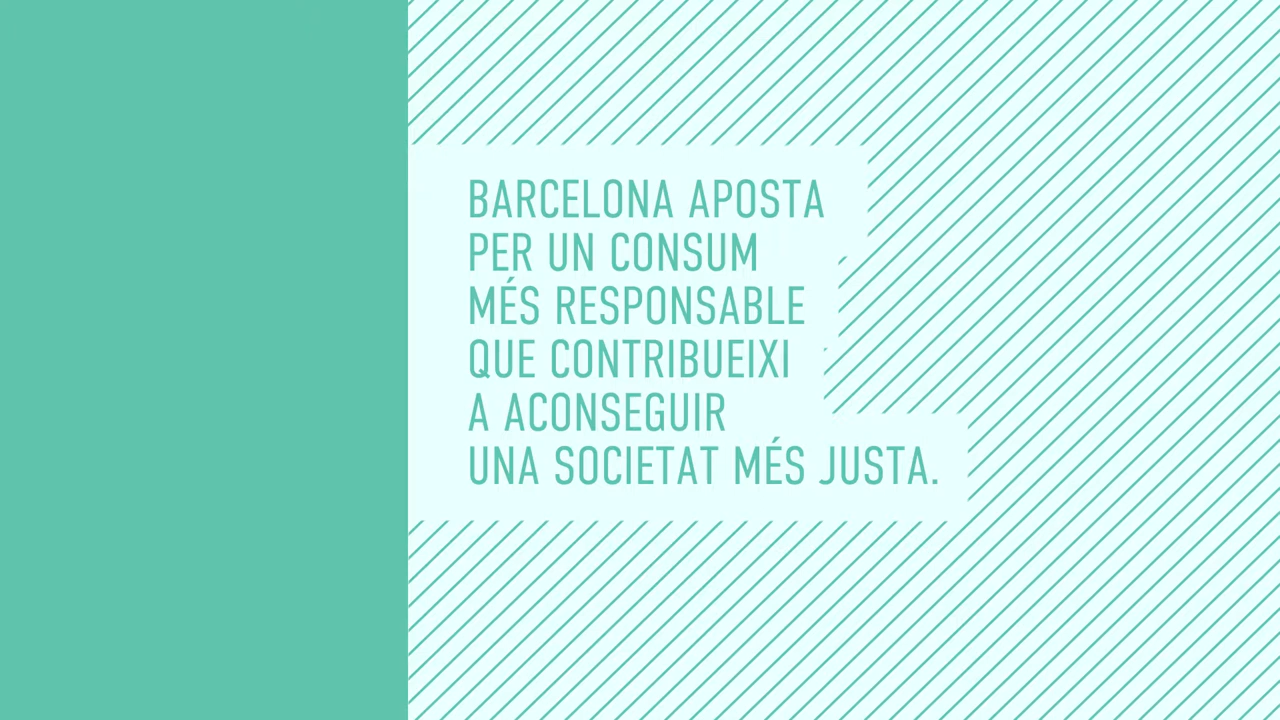 BARCELONA APOSTA
PER UN CONSUM
MÉS RESPONSABLE
QUE CONTRIBUEIXI
A ACONSEGUIR
UNA SOCIETAT MÉS JUSTA.